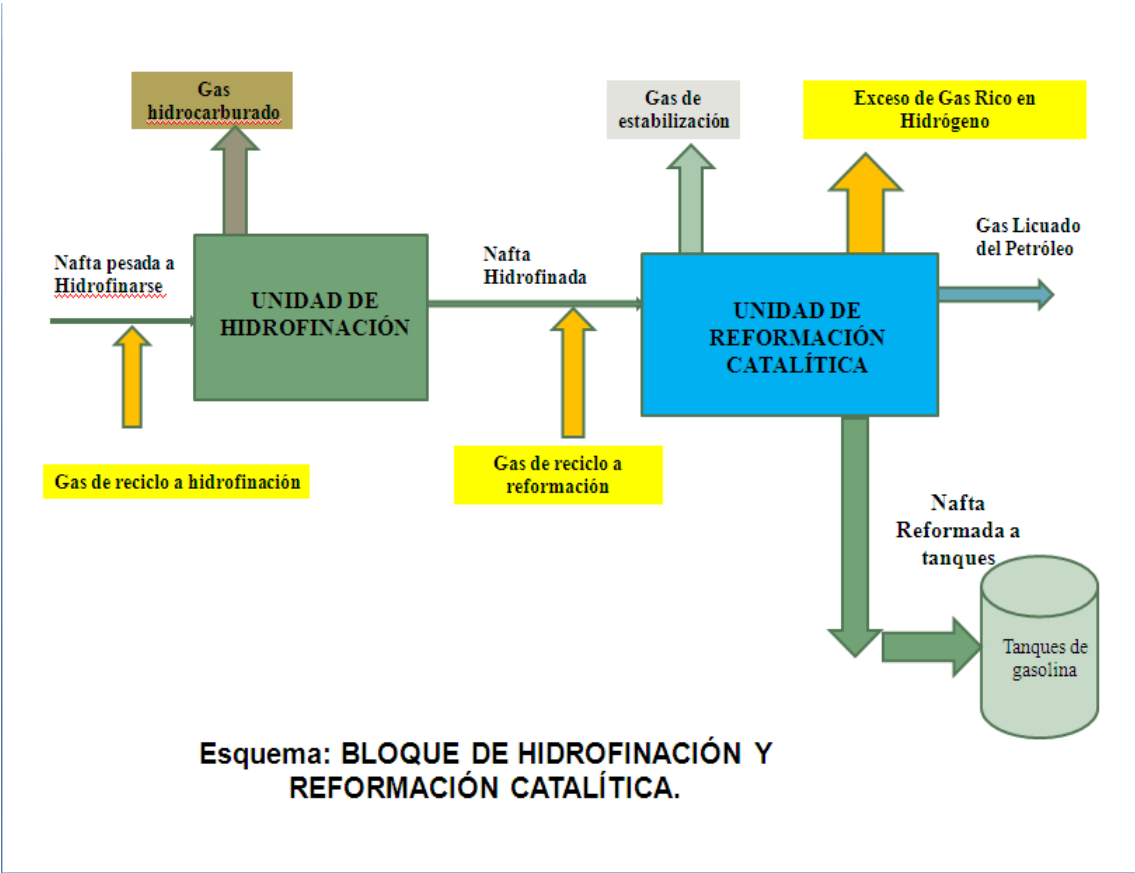 Gas
hidrocarburado
Gas de
estabilización
Exceso de Gas Rico en
Hidrógeno
Nafta pesada a
Hidrofinarse
UNIDAD DE
HIDROFINACIÓN
Nafta
Hidrofinada
UNIDAD DE
REFORMACIÓN
CATALÍTICA
Gas Licuado
del Petróleo
Gas de reciclo a hidrofinación
Gas de reciclo a
reformación
Nafta
Reformada a
tanques
Tanques de
gasolina
Esquema: BLOQUE DE HIDROFINACIÓN Y
REFORMACIÓN CATALÍTICA.